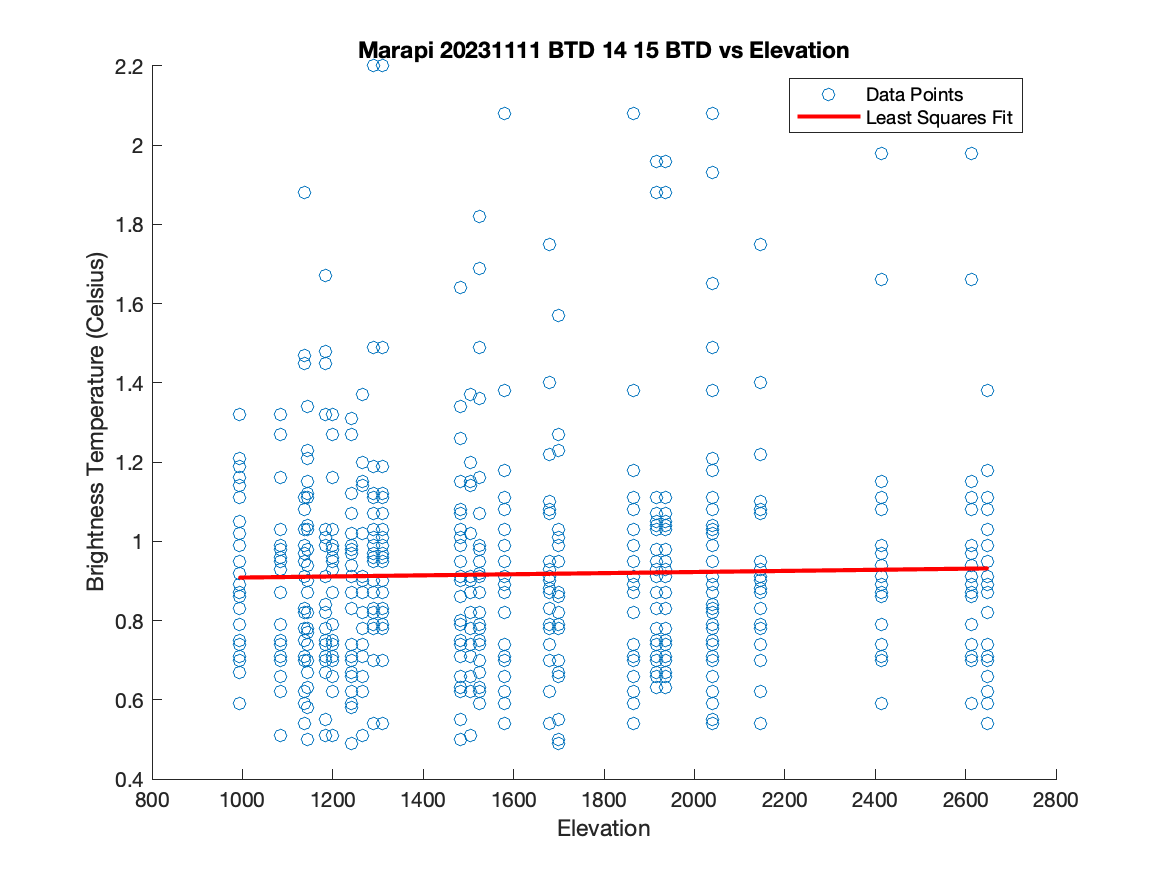 Marapi 20231111 BTD 14 15 BTD vs Elevation
Data Points
Least Squares Fit
Brightness Temperature (Celsius)
2.2
2
1.8
1.6
1.4
1.2
1
0.8
0.6
0.4
800 1000 1200 1400 1600 1800 2000 2200 2400 2600 2800
Elevation